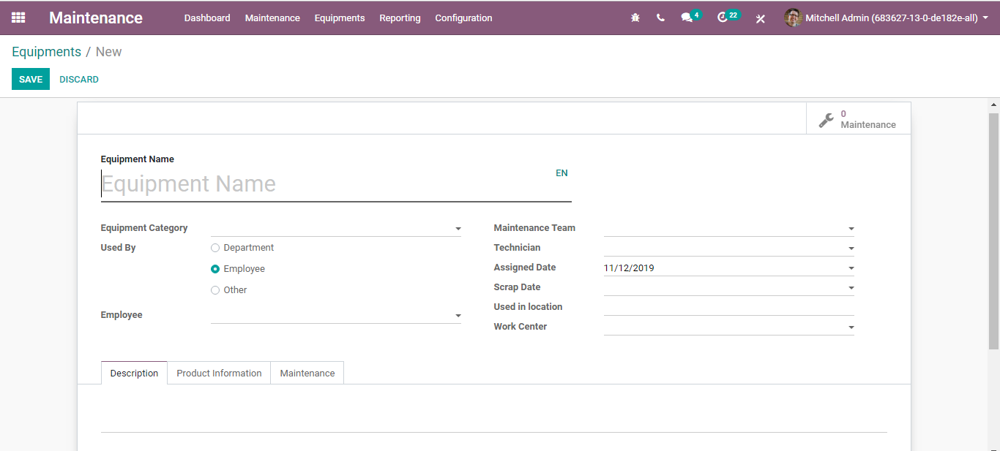 Maintenance Dashboard Maintenance Equipments Reporting Configuration 4 22 Mitchell Admin (683627-13-0-de182e-all)
Equipments / New
SAVE DISCARD
0
Maintenance
Equipment Name
Equipment Name EN
Equipment Category
Used By Department
Employee
Other
Employee
Maintenance Team
Technician
Assigned Date 11/12/2019
Scrap Date
Used in location
Work Center
Description Product Information Maintenance